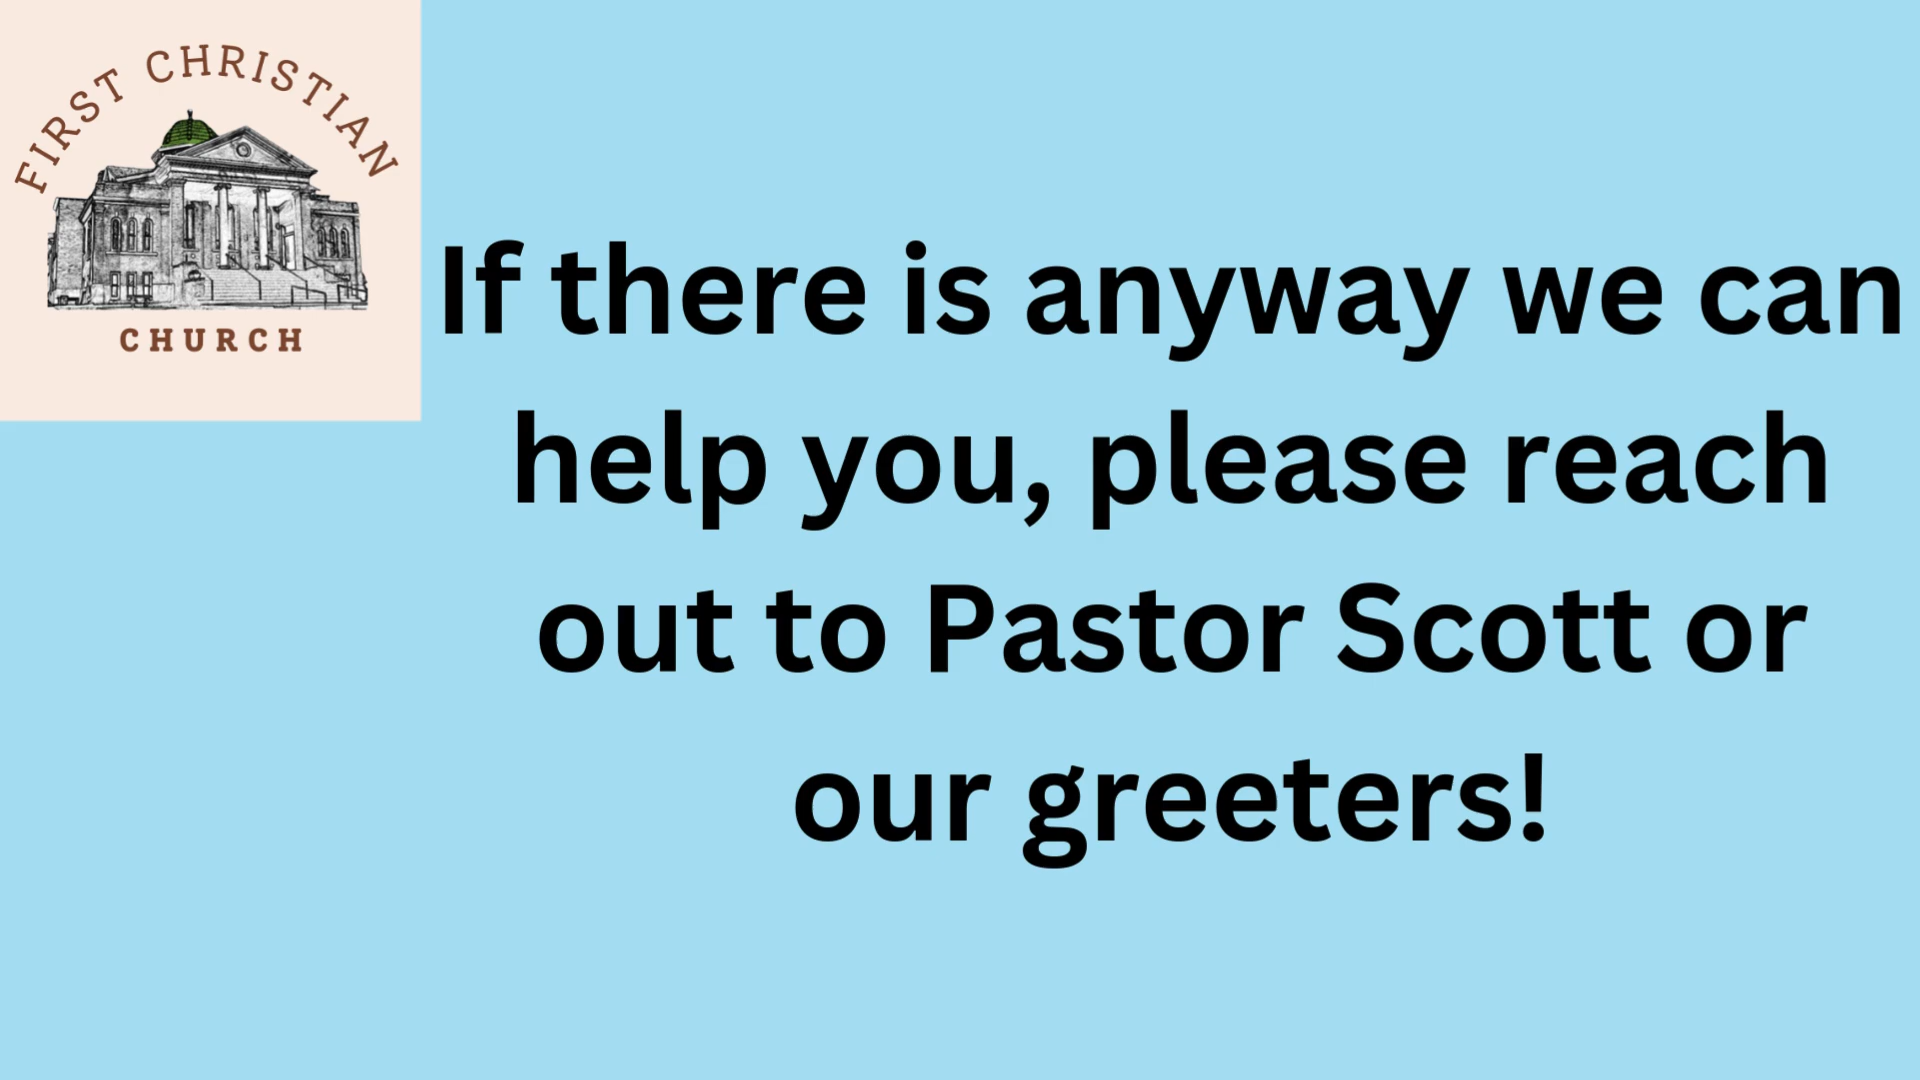 FIRST CHRISTIAN
CHURCH
If there is anyway we can
help you, please reach
out to Pastor Scott or
our greeters!